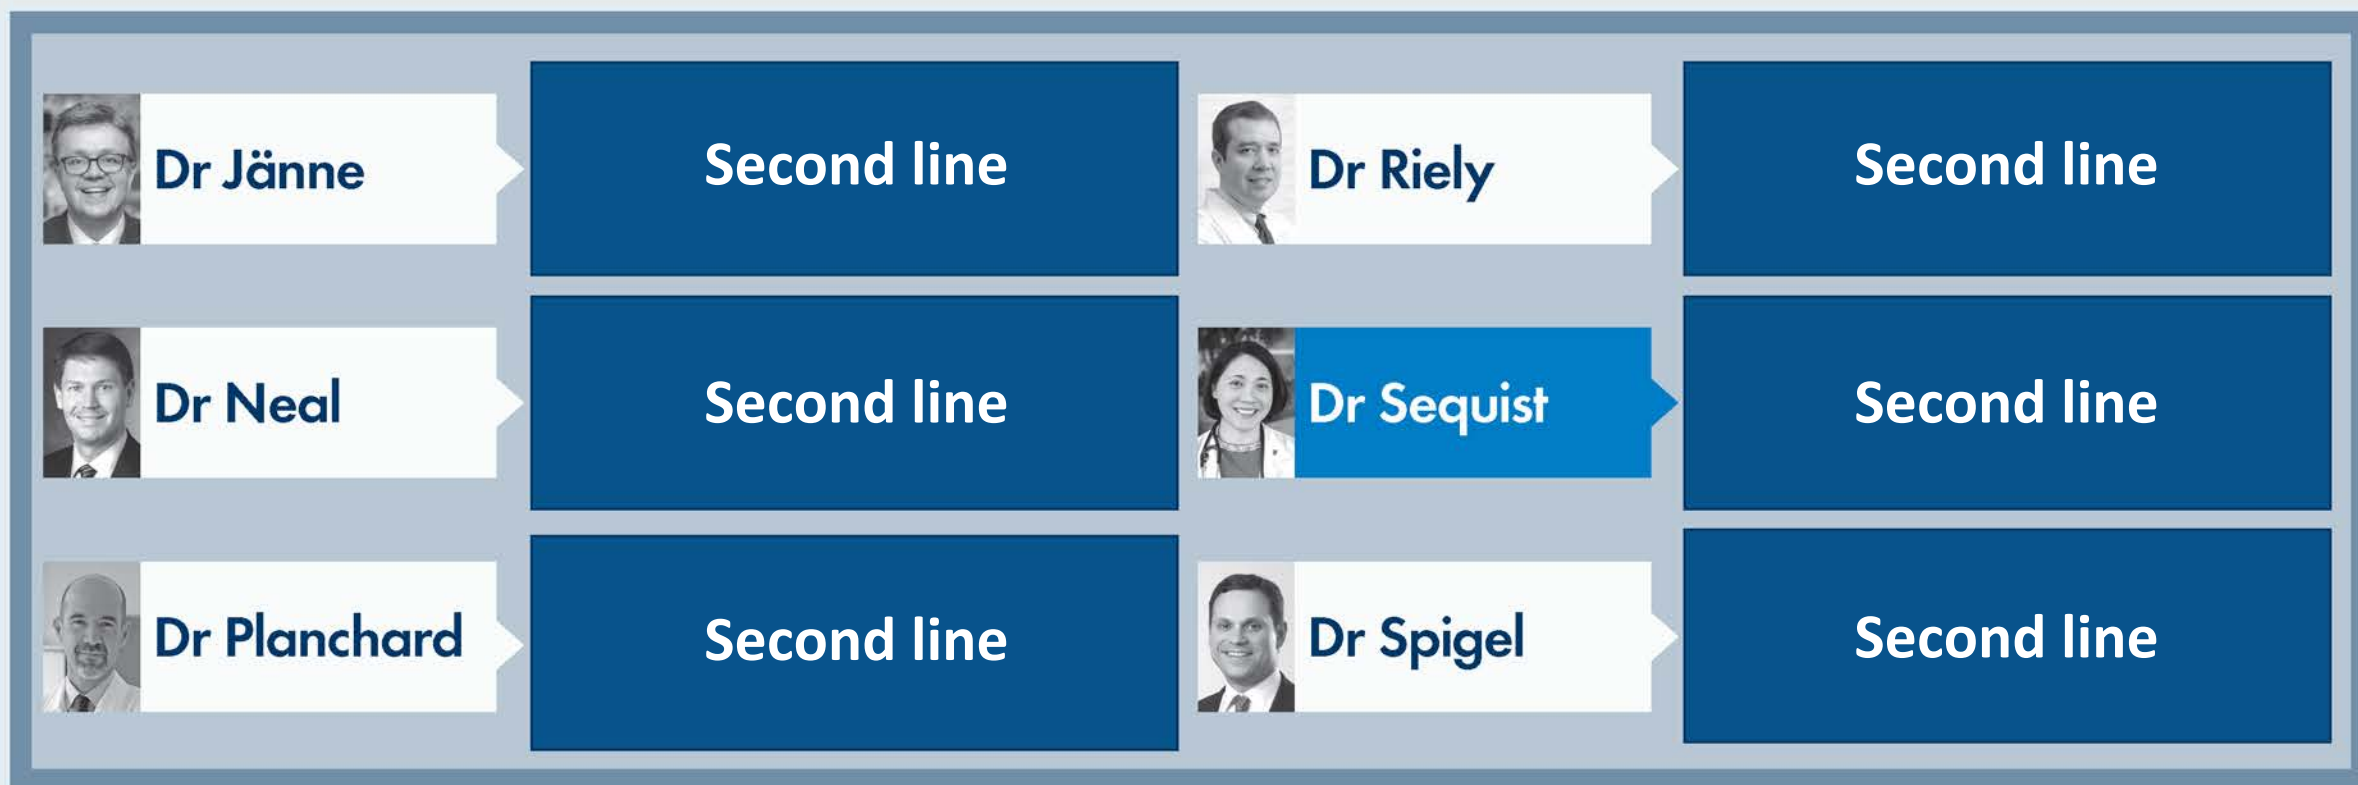 Dr Jänne
Second line
Dr Riely
Second line
Dr Neal
Second line
Dr Sequist
Second line
Dr Planchard
Second line
Dr Spigel
Second line